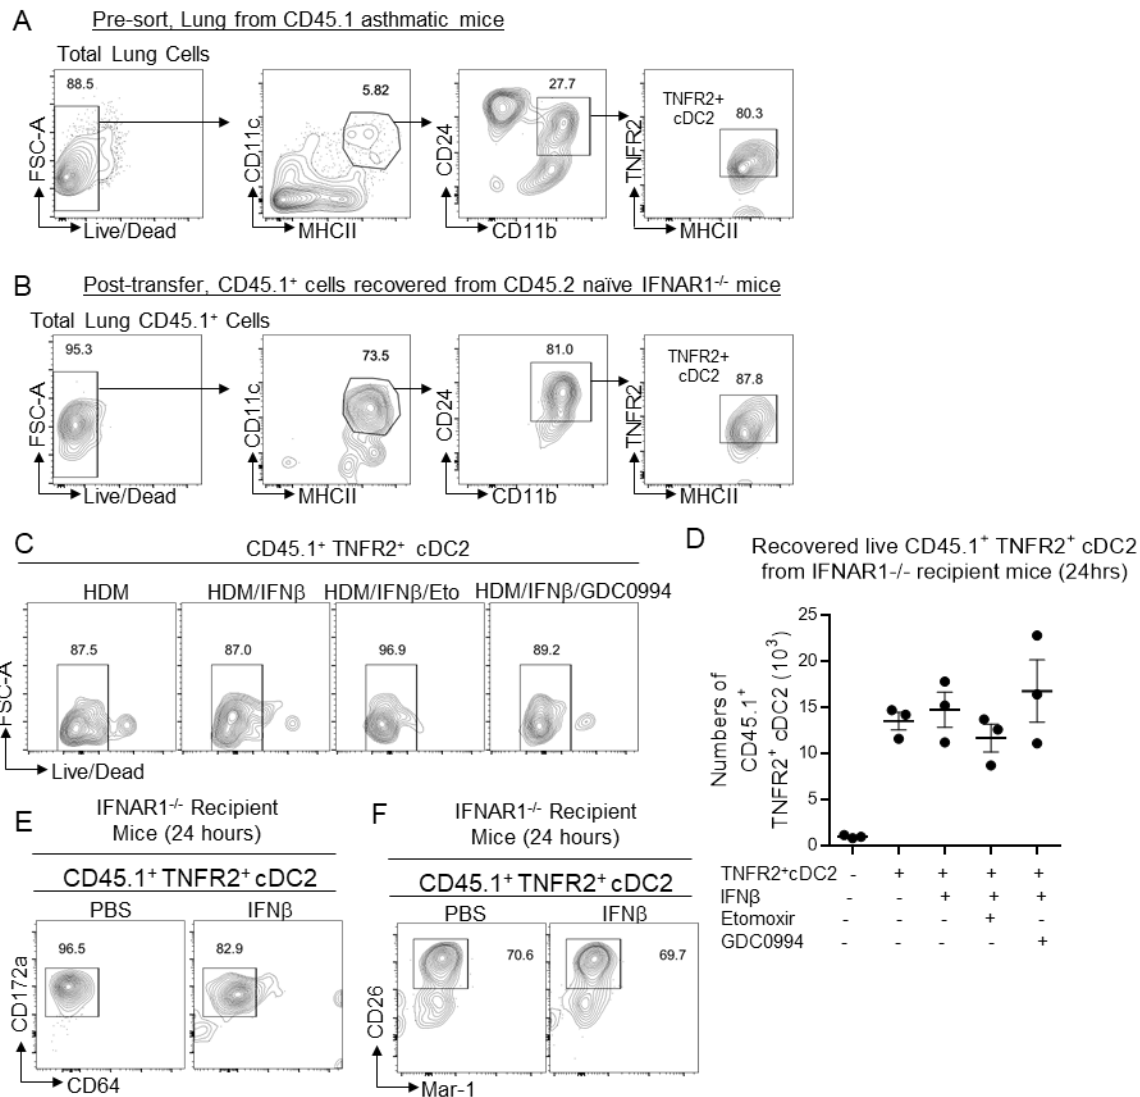 A
Pre-sort, Lung from CD45.1 asthmatic mice
Total Lung Cells
88.5
5.82
27.7
TNFR2+
cDC2
80.3
FSC-A
CD11c
CD24
TNFR2
Live/Dead
MHCII
CD11b
MHCII
B
Post-transfer, CD45.1⁺ cells recovered from CD45.2 naïve IFNAR1⁻/⁻ mice
Total Lung CD45.1⁺ Cells
95.3
73.5
81.0
TNFR2+
cDC2
87.8
FSC-A
CD11c
CD24
TNFR2
Live/Dead
MHCII
CD11b
MHCII
C
CD45.1⁺ TNFR2⁺ cDC2
HDM
HDM/IFNβ
HDM/IFNβ/Eto
HDM/IFNβ/GDC0994
87.5
87.0
96.9
89.2
FSC-A
Live/Dead
D
Recovered live CD45.1⁺ TNFR2⁺ cDC2
from IFNAR1-/- recipient mice (24hrs)
Numbers of
CD45.1⁺
TNFR2⁺ cDC2 (10³)
25
20
15
10
5
0
TNFR2⁺cDC2 - + + + +
IFNβ - - + + +
Etomoxir - - - + -
GDC0994 - - - - +
E
IFNAR1⁻/⁻ Recipient
Mice (24 hours)
CD45.1⁺ TNFR2⁺ cDC2
PBS
IFNβ
96.5
82.9
CD172a
CD64
F
IFNAR1⁻/⁻ Recipient
Mice (24 hours)
CD45.1⁺ TNFR2⁺ cDC2
PBS
IFNβ
70.6
69.7
CD26
Mar-1